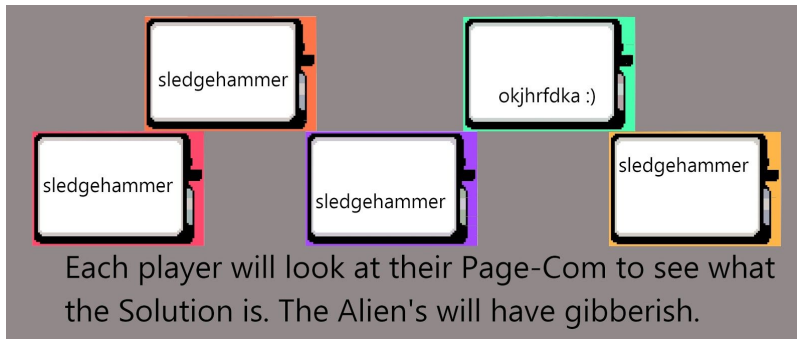 sledgehammer
okjhrfdka :)
sledgehammer
sledgehammer
sledgehammer
Each player will look at their Page-Com to see what
the Solution is. The Alien's will have gibberish.